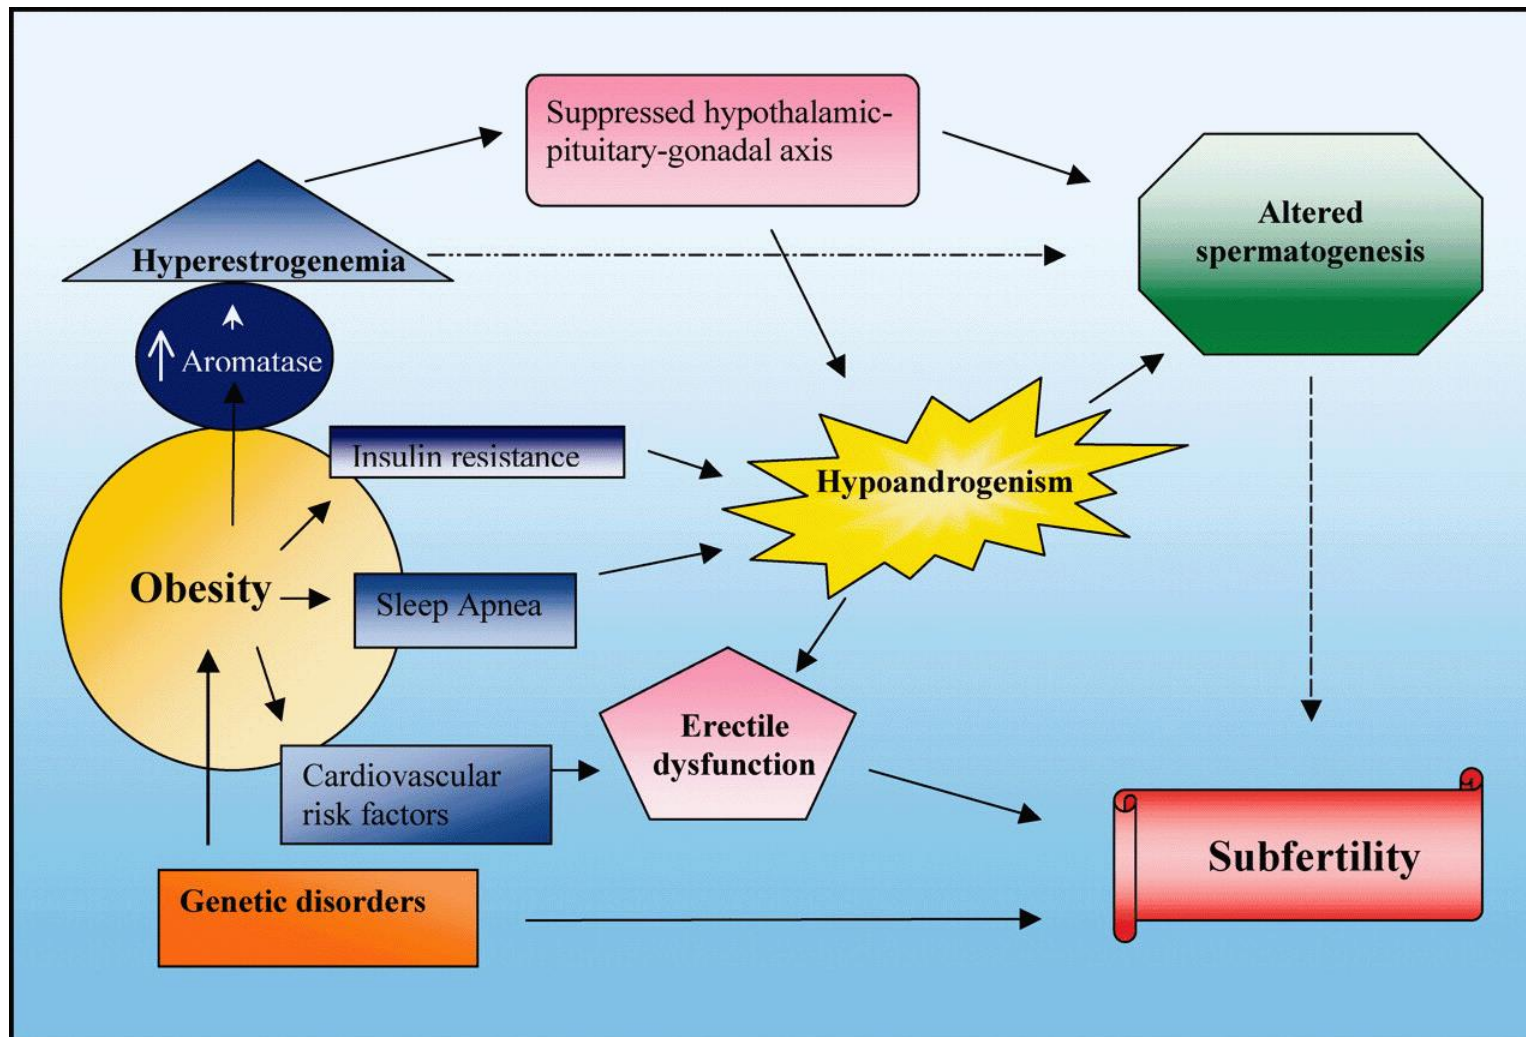 Suppressed hypothalamic-
pituitary-gonadal axis
Altered
spermatogenesis
Hyperestrogenemia
Aromatase
Insulin resistance
Hypoandrogenism
Obesity
Sleep Apnea
Erectile
dysfunction
Cardiovascular
risk factors
Subfertility
Genetic disorders